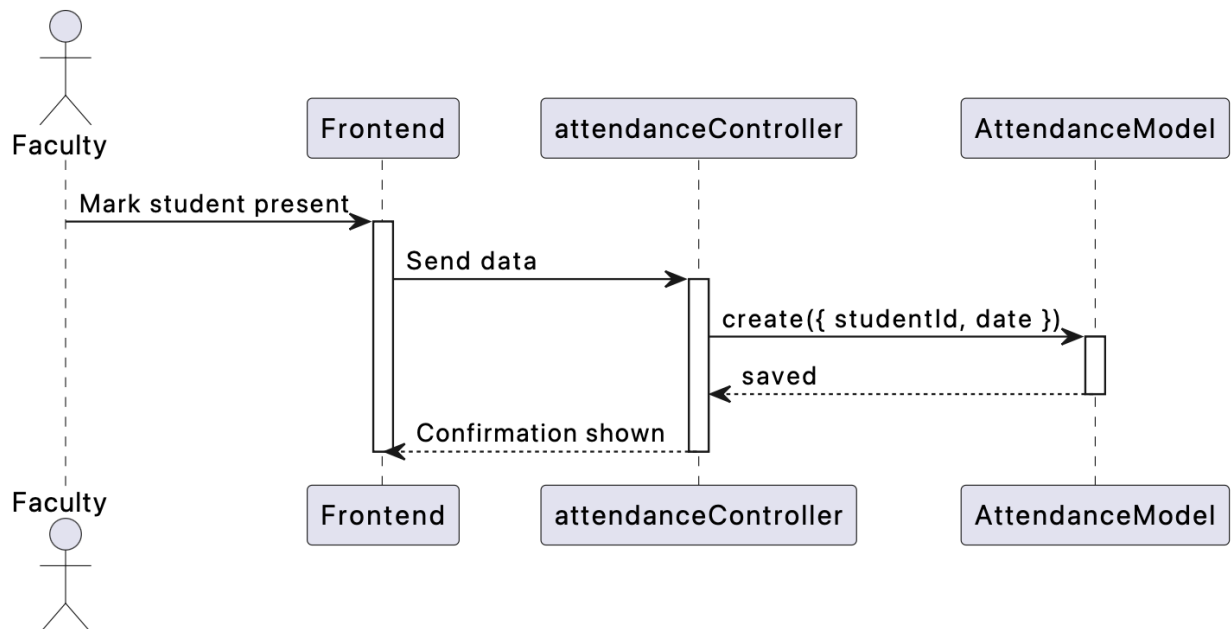 Faculty
Frontend
attendanceController
AttendanceModel
Mark student present
Send data
create({ studentId, date })
saved
Confirmation shown
Faculty
Frontend
attendanceController
AttendanceModel